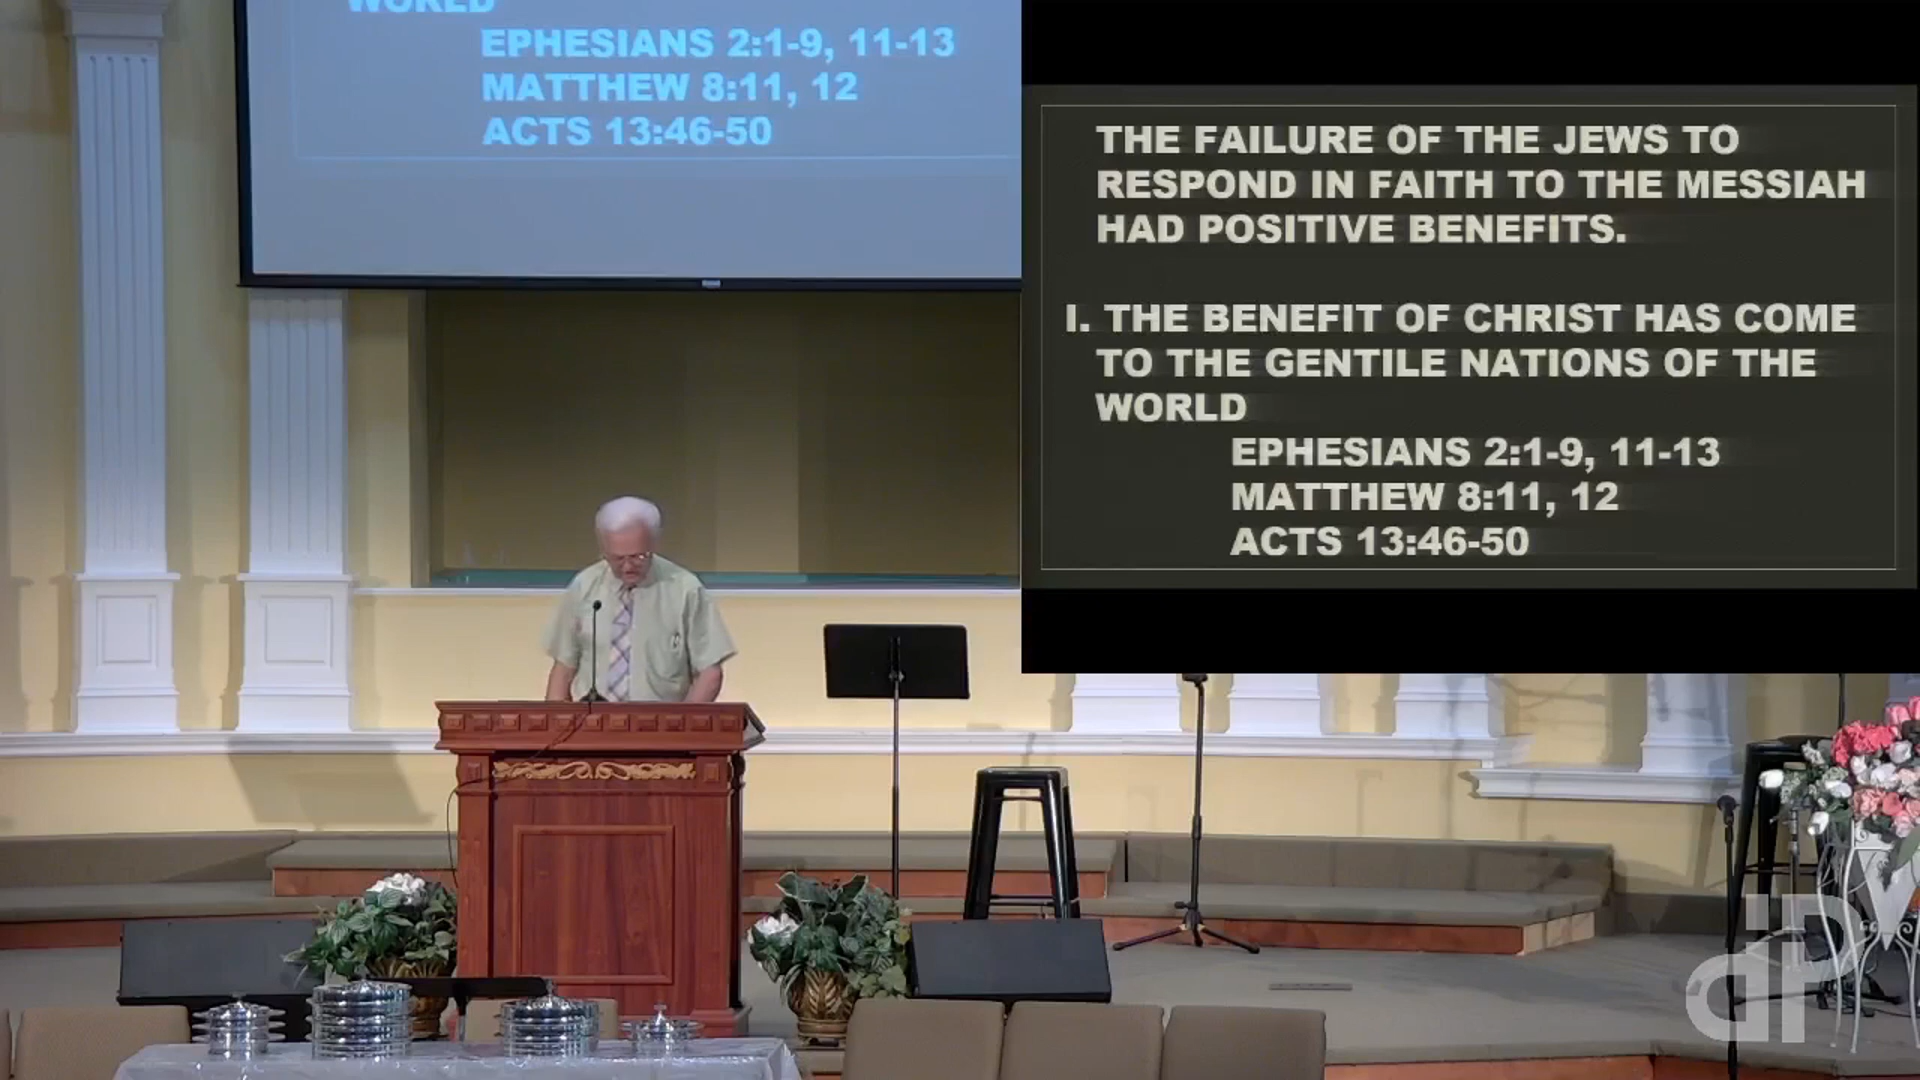 WORLD
EPHESIANS 2:1-9, 11-13
MATTHEW 8:11, 12
ACTS 13:46-50
THE FAILURE OF THE JEWS TO
RESPOND IN FAITH TO THE MESSIAH
HAD POSITIVE BENEFITS.
I. THE BENEFIT OF CHRIST HAS COME
TO THE GENTILE NATIONS OF THE
WORLD
EPHESIANS 2:1-9, 11-13
MATTHEW 8:11, 12
ACTS 13:46-50